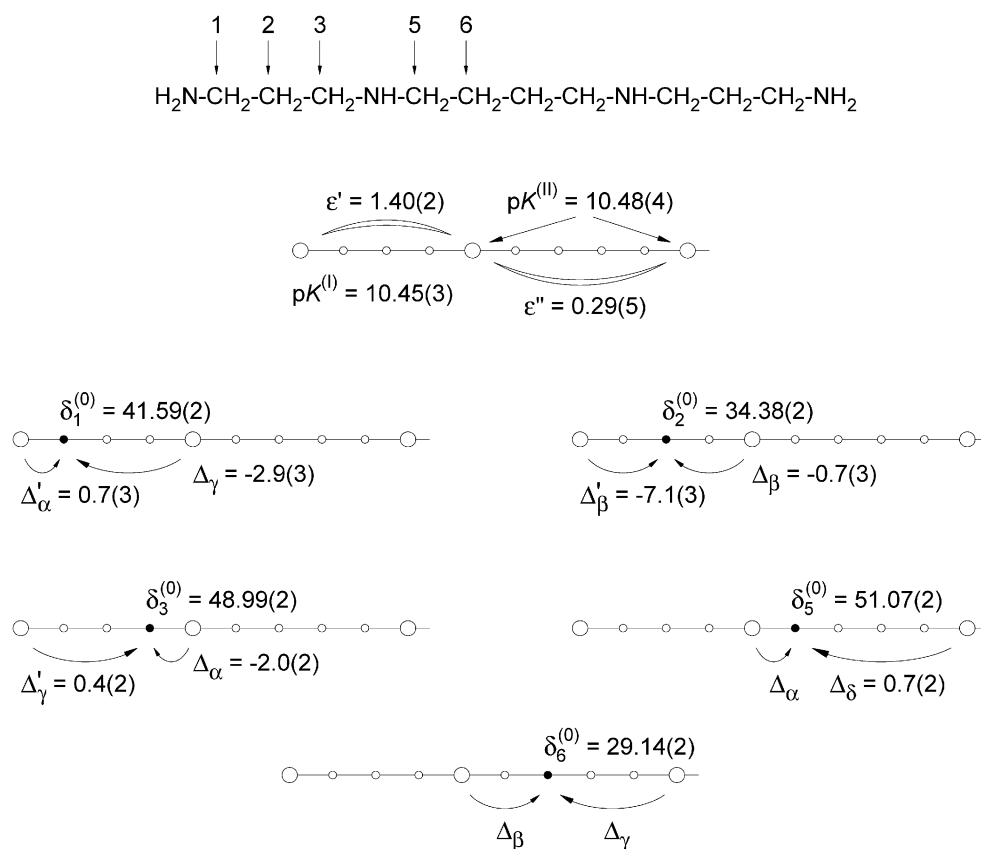 1 2 3 5 6
H₂N-CH₂-CH₂-CH₂-NH-CH₂-CH₂-CH₂-CH₂-NH-CH₂-CH₂-CH₂-NH₂
ε' = 1.40(2) pK⁽ᴵᴵ⁾ = 10.48(4)
pK⁽ᴵ⁾ = 10.45(3) ε" = 0.29(5)
δ₁⁽⁰⁾ = 41.59(2) δ₂⁽⁰⁾ = 34.38(2)
Δ'α = 0.7(3) Δγ = -2.9(3) Δ'β = -7.1(3) Δβ = -0.7(3)
δ₃⁽⁰⁾ = 48.99(2) δ₅⁽⁰⁾ = 51.07(2)
Δ'γ = 0.4(2) Δα = -2.0(2) Δα Δδ = 0.7(2)
δ₆⁽⁰⁾ = 29.14(2)
Δβ Δγ